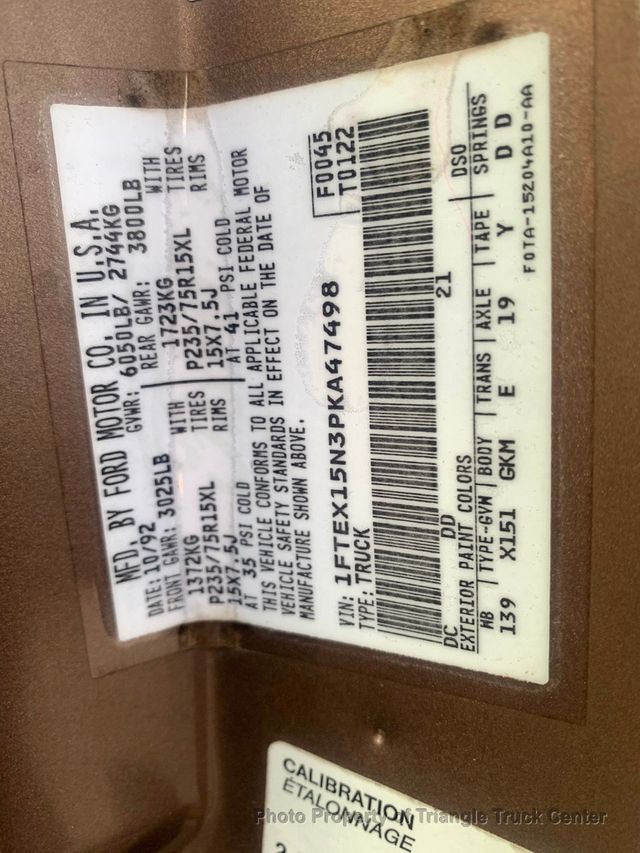 MFD. BY FORD MOTOR CO. IN U.S.A.
DATE: 10/92 GVWR: 6050LB/ 2744KG
FRONT GAWR: 3025LB REAR GAWR: 3800LB
1372KG WITH 1723KG WITH
P235/75R15XL TIRES P235/75R15XL TIRES
15X7.5J RIMS 15X7.5J RIMS
AT 35 PSI COLD AT 41 PSI COLD
THIS VEHICLE CONFORMS TO ALL APPLICABLE FEDERAL MOTOR
VEHICLE SAFETY STANDARDS IN EFFECT ON THE DATE OF
MANUFACTURE SHOWN ABOVE.
F0045
T0122
VIN: 1FTEX15N3PKA47498
TYPE: TRUCK
DC DD 21
EXTERIOR PAINT COLORS DSO
WB TYPE-GVW BODY TRANS AXLE TAPE SPRINGS
139 X151 GKM E 19 Y D D
F0TA-15204A10-AA
CALIBRATION
ÉTALONNAGE
Photo Property of Triangle Truck Center